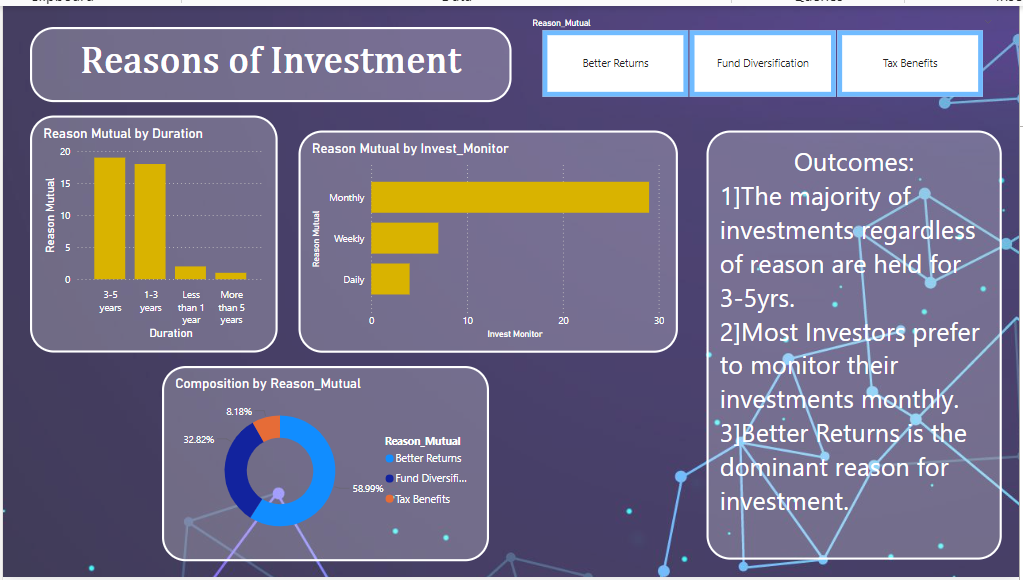 Reasons of Investment
Reason_Mutual
Better Returns
Fund Diversification
Tax Benefits
Reason Mutual by Duration
Reason Mutual
20
15
10
5
0
3-5
years
1-3
years
Less
than 1
year
More
than 5
years
Duration
Reason Mutual by Invest_Monitor
Reason Mutual
Monthly
Weekly
Daily
0
10
20
30
Invest Monitor
Composition by Reason_Mutual
8.18%
32.82%
58.99%
Reason_Mutual
Better Returns
Fund Diversifi...
Tax Benefits
Outcomes:
1]The majority of
investments regardless
of reason are held for
3-5yrs.
2]Most Investors prefer
to monitor their
investments monthly.
3]Better Returns is the
dominant reason for
investment.